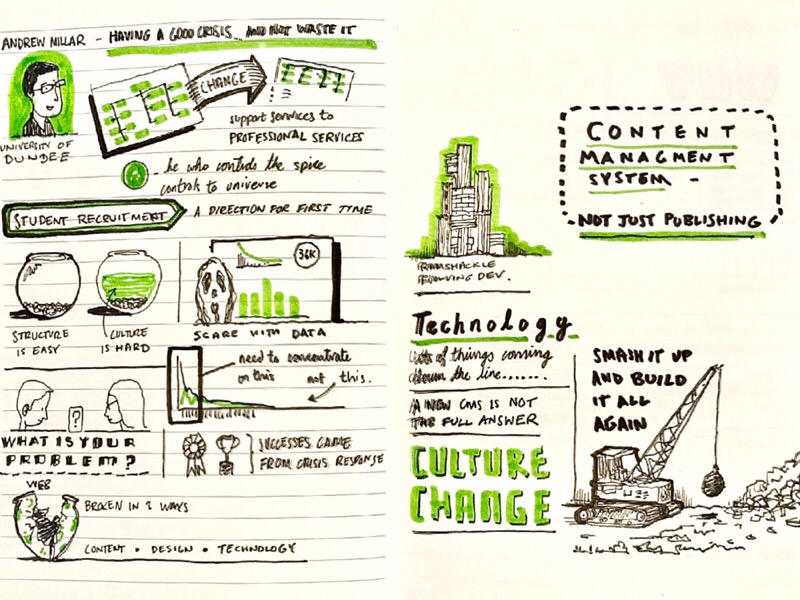 ANDREW MILLAR - HAVING A GOOD CRISIS... AND NOT WASTE IT
UNIVERSITY OF
DUNDEE
CHANGE
support services to
PROFESSIONAL SERVICES
he who controls the spice
controls to universe
STUDENT RECRUITMENT
A DIRECTION FOR FIRST TIME
STRUCTURE
IS EASY
CULTURE
IS HARD
36K
SCARE WITH DATA
need to concentrate
on this
not this.
WHAT IS YOUR
PROBLEM?
?
SUCCESSES CAME
FROM CRISIS RESPONSE
WEB
BROKEN IN 3 WAYS
CONTENT • DESIGN • TECHNOLOGY
CONTENT
MANAGMENT
SYSTEM -
NOT JUST PUBLISHING
DEV.
Technology
Lots of things coming
down the line.......
A NEW CMS IS NOT
THE FULL ANSWER
CULTURE
CHANGE
SMASH IT UP
AND BUILD
IT ALL
AGAIN